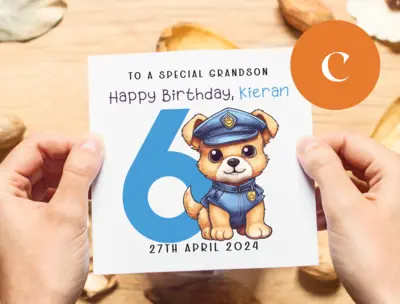 TO A SPECIAL GRANDSON
Happy Birthday, Kieran
6
27TH APRIL 2024
C